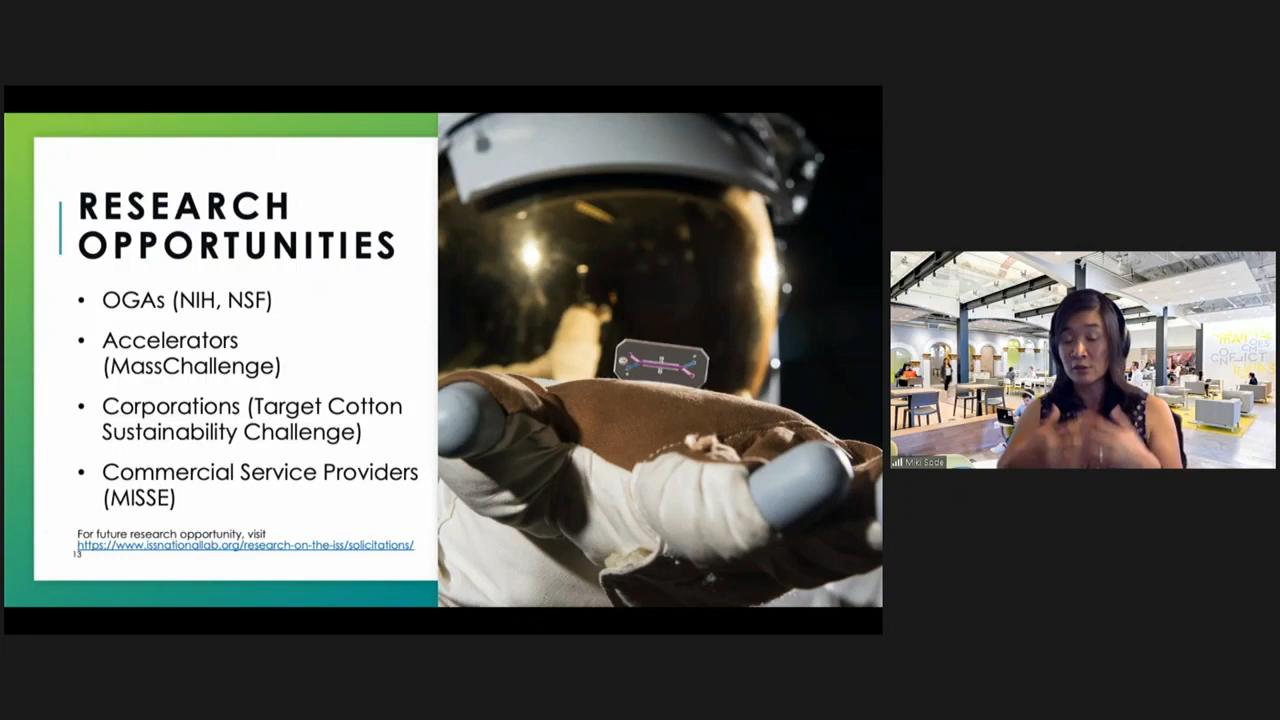 RESEARCH
OPPORTUNITIES
• OGAs (NIH, NSF)
• Accelerators
(MassChallenge)
• Corporations (Target Cotton
Sustainability Challenge)
• Commercial Service Providers
(MISSE)
For future research opportunity, visit
https://www.issnationallab.org/research-on-the-iss/solicitations/
13
Miki Sode